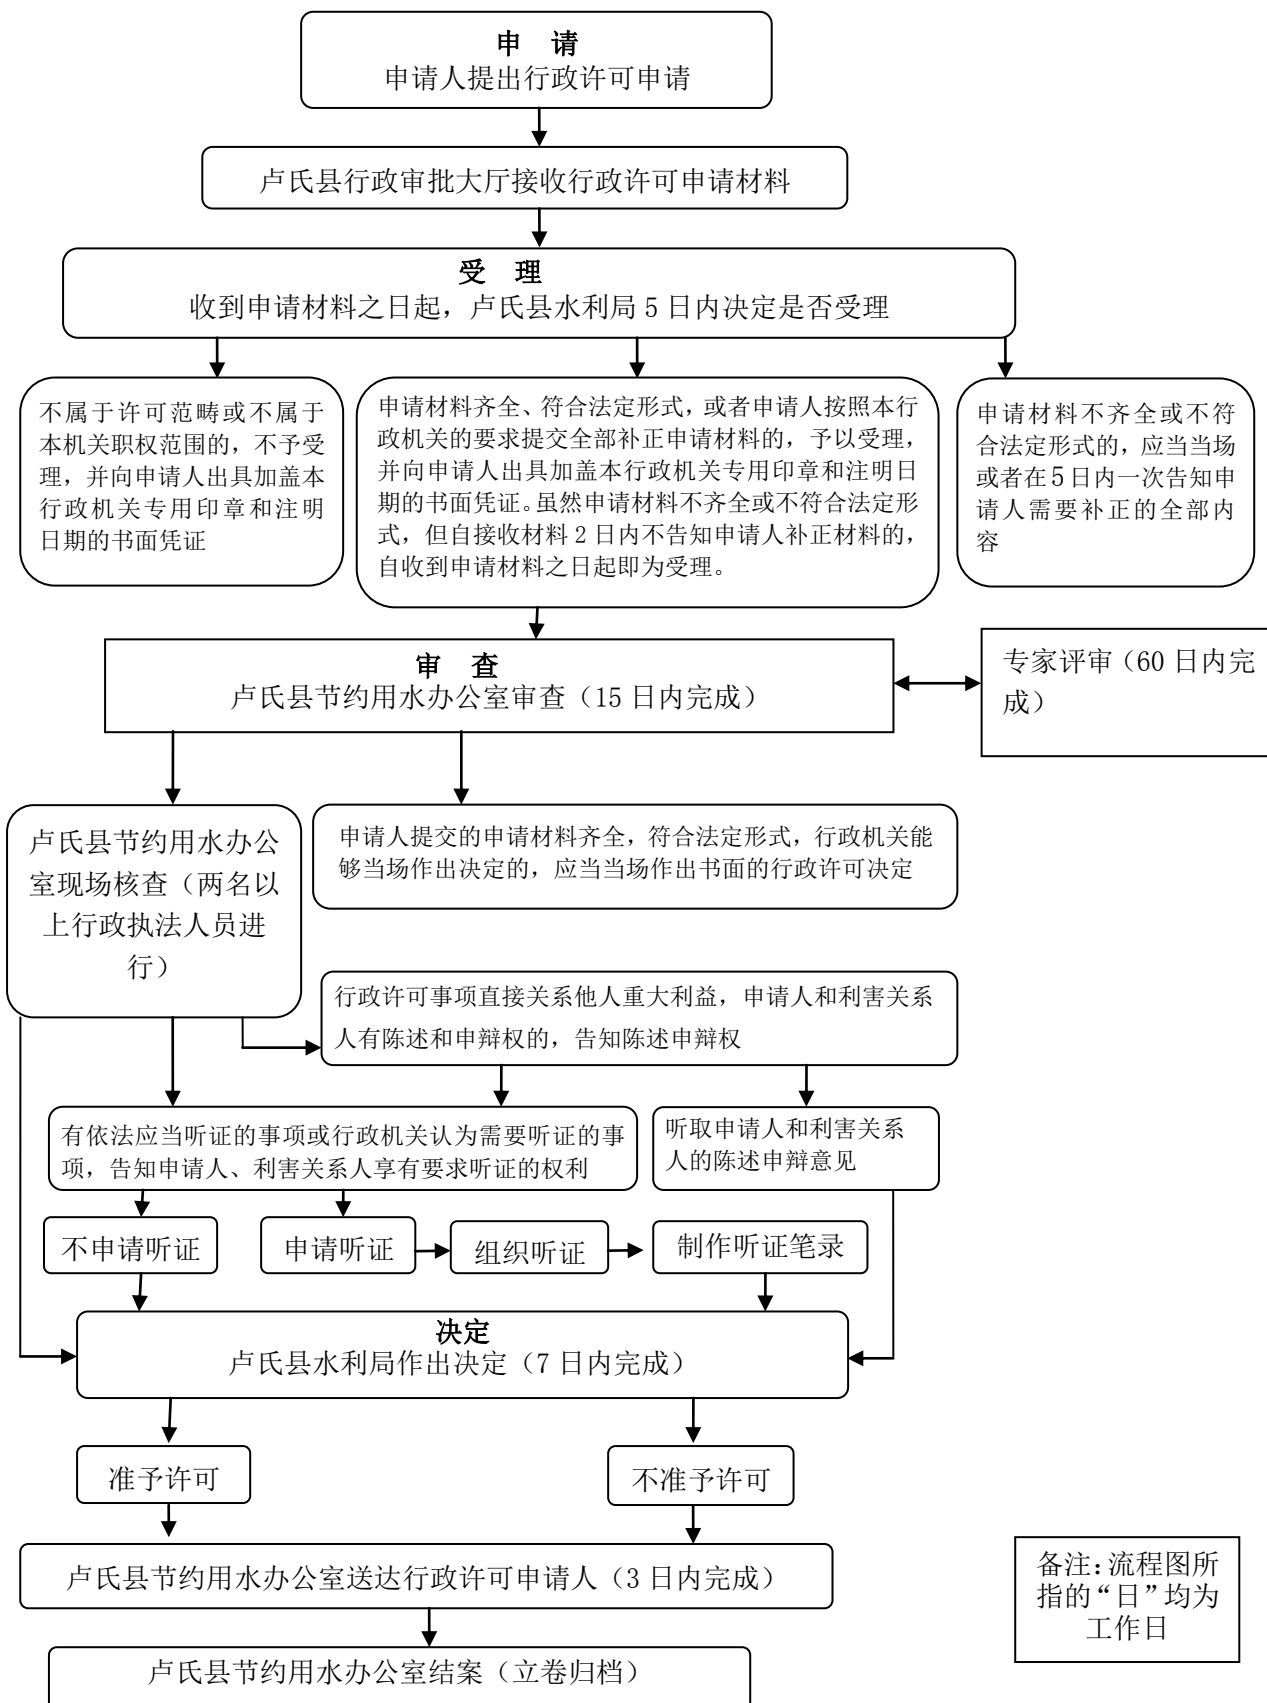 申 请
申请人提出行政许可申请
卢氏县行政审批大厅接收行政许可申请材料
受 理
收到申请材料之日起，卢氏县水利局 5 日内决定是否受理
不属于许可范畴或不属于
本机关职权范围的，不予受
理，并向申请人出具加盖本
行政机关专用印章和注明
日期的书面凭证
申请材料齐全、符合法定形式，或者申请人按照本行
政机关的要求提交全部补正申请材料的，予以受理，
并向申请人出具加盖本行政机关专用印章和注明日
期的书面凭证。虽然申请材料不齐全或不符合法定形
式，但自接收材料 2 日内不告知申请人补正材料的，
自收到申请材料之日起即为受理。
申请材料不齐全或不符
合法定形式的，应当当场
或者在 5 日内一次告知申
请人需要补正的全部内
容
审 查
卢氏县节约用水办公室审查（15 日内完成）
专家评审（60 日内完
成）
卢氏县节约用水办公
室现场核查（两名以
上行政执法人员进
行）
申请人提交的申请材料齐全，符合法定形式，行政机关能
够当场作出决定的，应当当场作出书面的行政许可决定
行政许可事项直接关系他人重大利益，申请人和利害关系
人有陈述和申辩权的，告知陈述申辩权
有依法应当听证的事项或行政机关认为需要听证的事
项，告知申请人、利害关系人享有要求听证的权利
听取申请人和利害关系
人的陈述申辩意见
不申请听证
申请听证
组织听证
制作听证笔录
决定
卢氏县水利局作出决定（7 日内完成）
准予许可
不准予许可
卢氏县节约用水办公室送达行政许可申请人（3 日内完成）
卢氏县节约用水办公室结案（立卷归档）
备注：流程图所
指的“日”均为
工作日